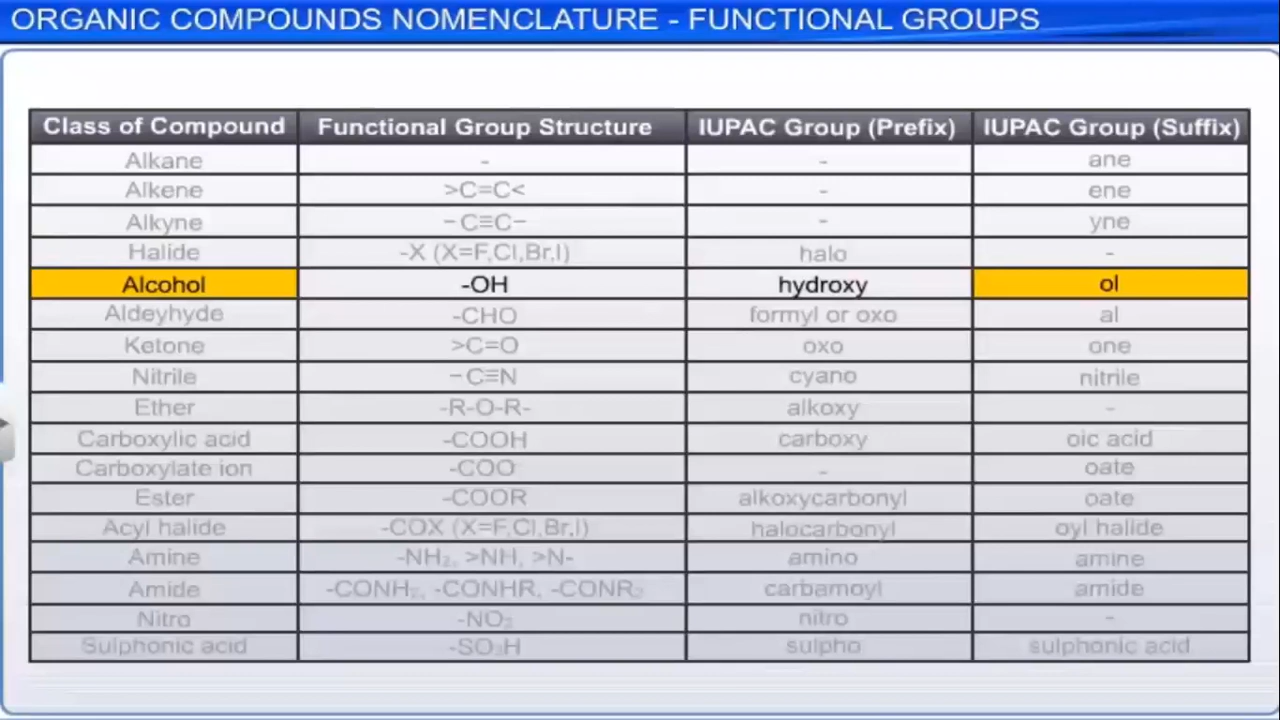 ORGANIC COMPOUNDS NOMENCLATURE - FUNCTIONAL GROUPS
Class of Compound Functional Group Structure IUPAC Group (Prefix) IUPAC Group (Suffix)
Alkane - - ane
Alkene >C=C< - ene
Alkyne −C≡C− - yne
Halide -X (X=F,Cl,Br,I) halo -
Alcohol -OH hydroxy ol
Aldeyhyde -CHO formyl or oxo al
Ketone >C=O oxo one
Nitrile −C≡N cyano nitrile
Ether -R-O-R- alkoxy -
Carboxylic acid -COOH carboxy oic acid
Carboxylate ion -COO - oate
Ester -COOR alkoxycarbonyl oate
Acyl halide -COX (X=F,Cl,Br,I) halocarbonyl oyl halide
Amine -NH₂, >NH, >N- amino amine
Amide -CONH₂, -CONHR, -CONR₂ carbamoyl amide
Nitro -NO₂ nitro -
Sulphonic acid -SO₃H sulpho sulphonic acid